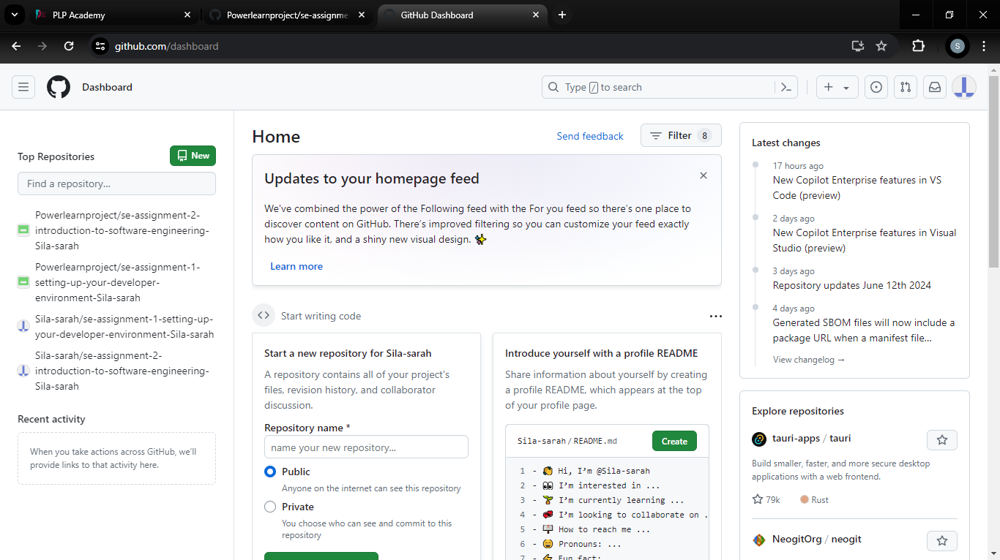 PLP Academy
Powerlearnproject/se-assignme
GitHub Dashboard
github.com/dashboard
S
Dashboard
Type / to search
Top Repositories
New
Find a repository...
Powerlearnproject/se-assignment-2-
introduction-to-software-engineering-
Sila-sarah
Powerlearnproject/se-assignment-1-
setting-up-your-developer-
environment-Sila-sarah
Sila-sarah/se-assignment-1-setting-up-
your-developer-environment-Sila-sarah
Sila-sarah/se-assignment-2-
introduction-to-software-engineering-
Sila-sarah
Recent activity
When you take actions across GitHub, we'll
provide links to that activity here.
Home
Send feedback
Filter 8
Updates to your homepage feed
We've combined the power of the Following feed with the For you feed so there's one place to
discover content on GitHub. There's improved filtering so you can customize your feed exactly
how you like it, and a shiny new visual design. ✨
Learn more
Start writing code
Start a new repository for Sila-sarah
A repository contains all of your project's
files, revision history, and collaborator
discussion.
Repository name *
name your new repository...
Public
Anyone on the internet can see this repository
Private
You choose who can see and commit to this
repository
Introduce yourself with a profile README
Share information about yourself by creating
a profile README, which appears at the top
of your profile page.
Sila-sarah/README.md
Create
1 - 👋 Hi, I'm @Sila-sarah
2 - 👀 I'm interested in ...
3 - 🌱 I'm currently learning ...
4 - 💞️ I'm looking to collaborate on .
5 - 📫 How to reach me ...
6 - 😄 Pronouns: ...
7 - ⚡ Fun fact:
Latest changes
17 hours ago
New Copilot Enterprise features in VS
Code (preview)
2 days ago
New Copilot Enterprise features in Visual
Studio (preview)
3 days ago
Repository updates June 12th 2024
4 days ago
Generated SBOM files will now include a
package URL when a manifest file...
View changelog →
Explore repositories
tauri-apps / tauri
Build smaller, faster, and more secure desktop
applications with a web frontend.
79k Rust
NeogitOrg / neogit